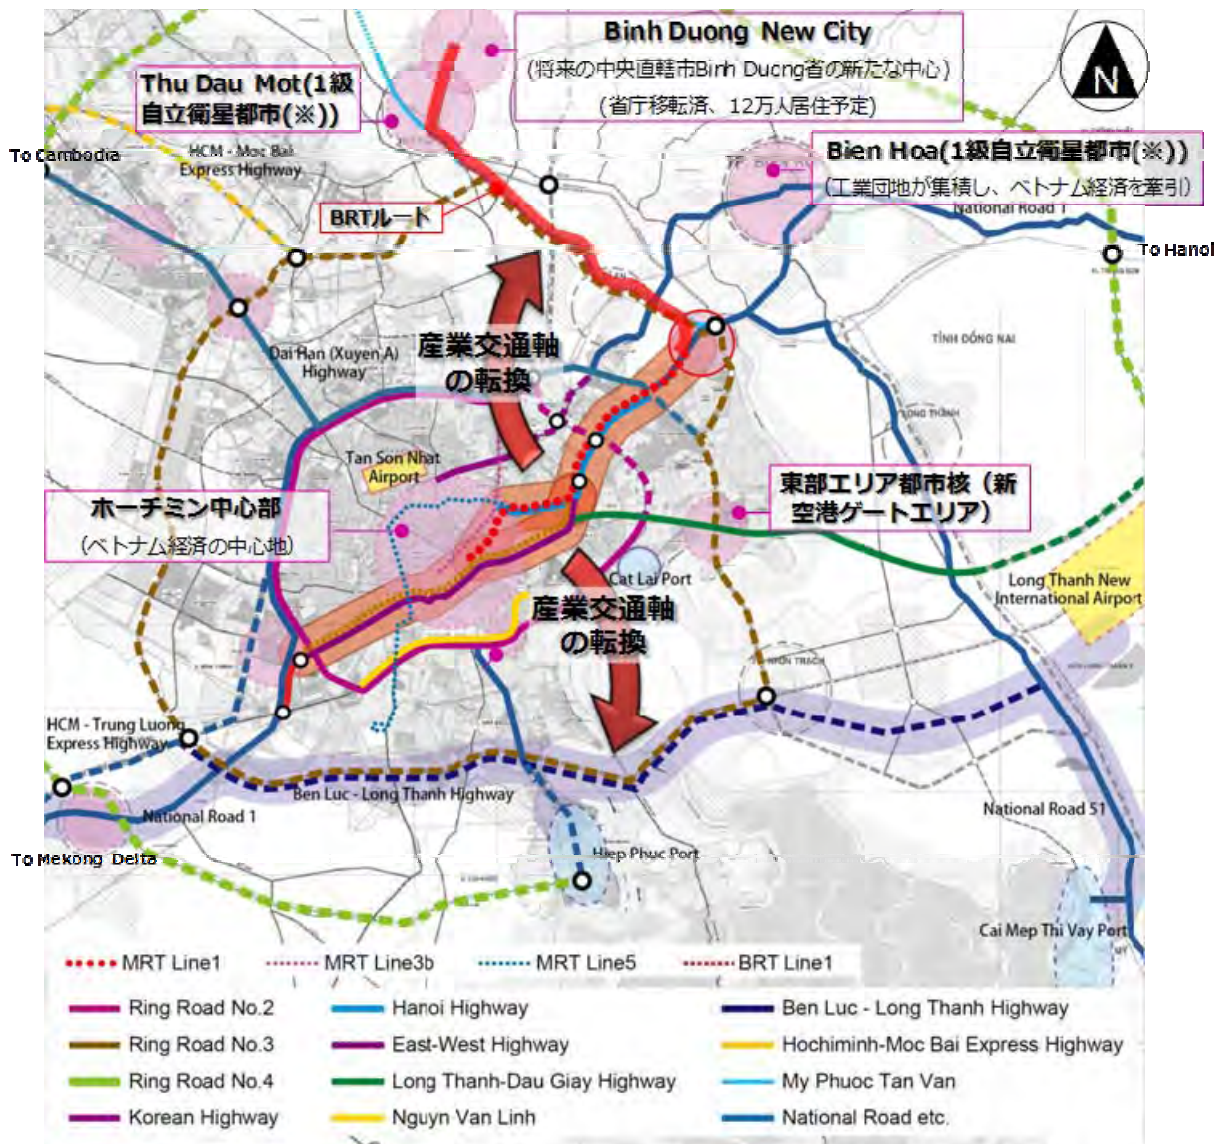 Binh Duong New City
(将来の中央直轄市Binh Duong省の新たな中心)
(省庁移転済、12万人居住予定)
N
Thu Dau Mot(1級
自立衛星都市(※))
Bien Hoa(1級自立衛星都市(※))
(工業団地が集積し、ベトナム経済を牽引)
To Cambodia
HCM - Moc Bai
Express Highway
BRTルート
National Road 1
To Hanoi
TỈNH ĐỒNG NAI
産業交通軸
の転換
Dai Han (Xuyen A)
Highway
LONG THÀNH
Tan Son Nhat
Airport
東部エリア都市核（新
空港ゲートエリア）
ホーチミン中心部
(ベトナム経済の中心地)
Cat Lai Port
Long Thanh New
International Airport
産業交通軸
の転換
NHƠN TRẠCH
HCM - Trung Luong
Express Highway
Ben Luc - Long Thanh Highway
National Road 1
National Road 51
To Mekong Delta
Hiep Phuc Port
Cai Mep Thi Vay Port
MRT Line1
MRT Line3b
MRT Line5
BRT Line1
Ring Road No.2
Hanoi Highway
Ben Luc - Long Thanh Highway
Ring Road No.3
East-West Highway
Hochiminh-Moc Bai Express Highway
Ring Road No.4
Long Thanh-Dau Giay Highway
My Phuoc Tan Van
Korean Highway
Nguyn Van Linh
National Road etc.